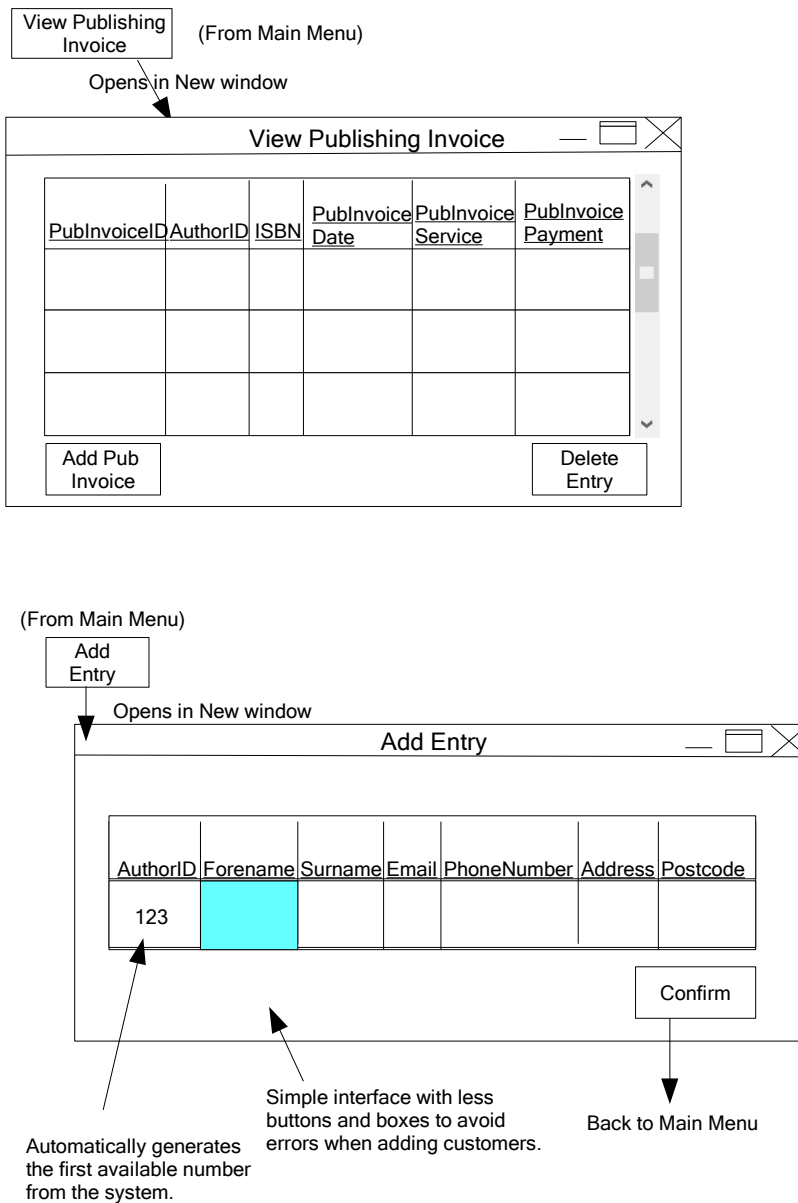 View Publishing
Invoice
(From Main Menu)
Opens in New window
View Publishing Invoice
PubInvoiceID AuthorID ISBN PubInvoice Date PubInvoice Service PubInvoice Payment
Add Pub
Invoice
Delete
Entry
(From Main Menu)
Add
Entry
Opens in New window
Add Entry
AuthorID Forename Surname Email PhoneNumber Address Postcode
123
Confirm
Simple interface with less
buttons and boxes to avoid
errors when adding customers.
Back to Main Menu
Automatically generates
the first available number
from the system.